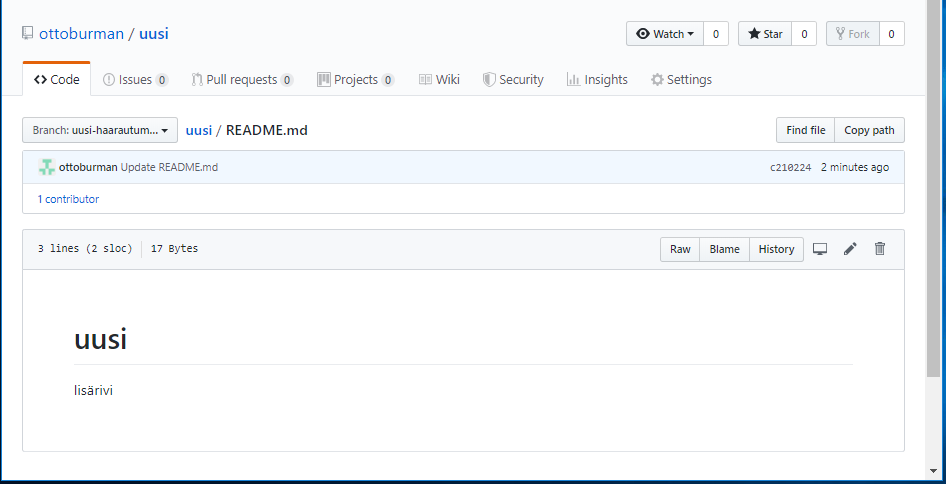 ottoburman / uusi
Watch 0 Star 0 Fork 0
Code Issues 0 Pull requests 0 Projects 0 Wiki Security Insights Settings
Branch: uusi-haarautum... uusi / README.md Find file Copy path
ottoburman Update README.md c210224 2 minutes ago
1 contributor
3 lines (2 sloc) 17 Bytes Raw Blame History
uusi
lisärivi